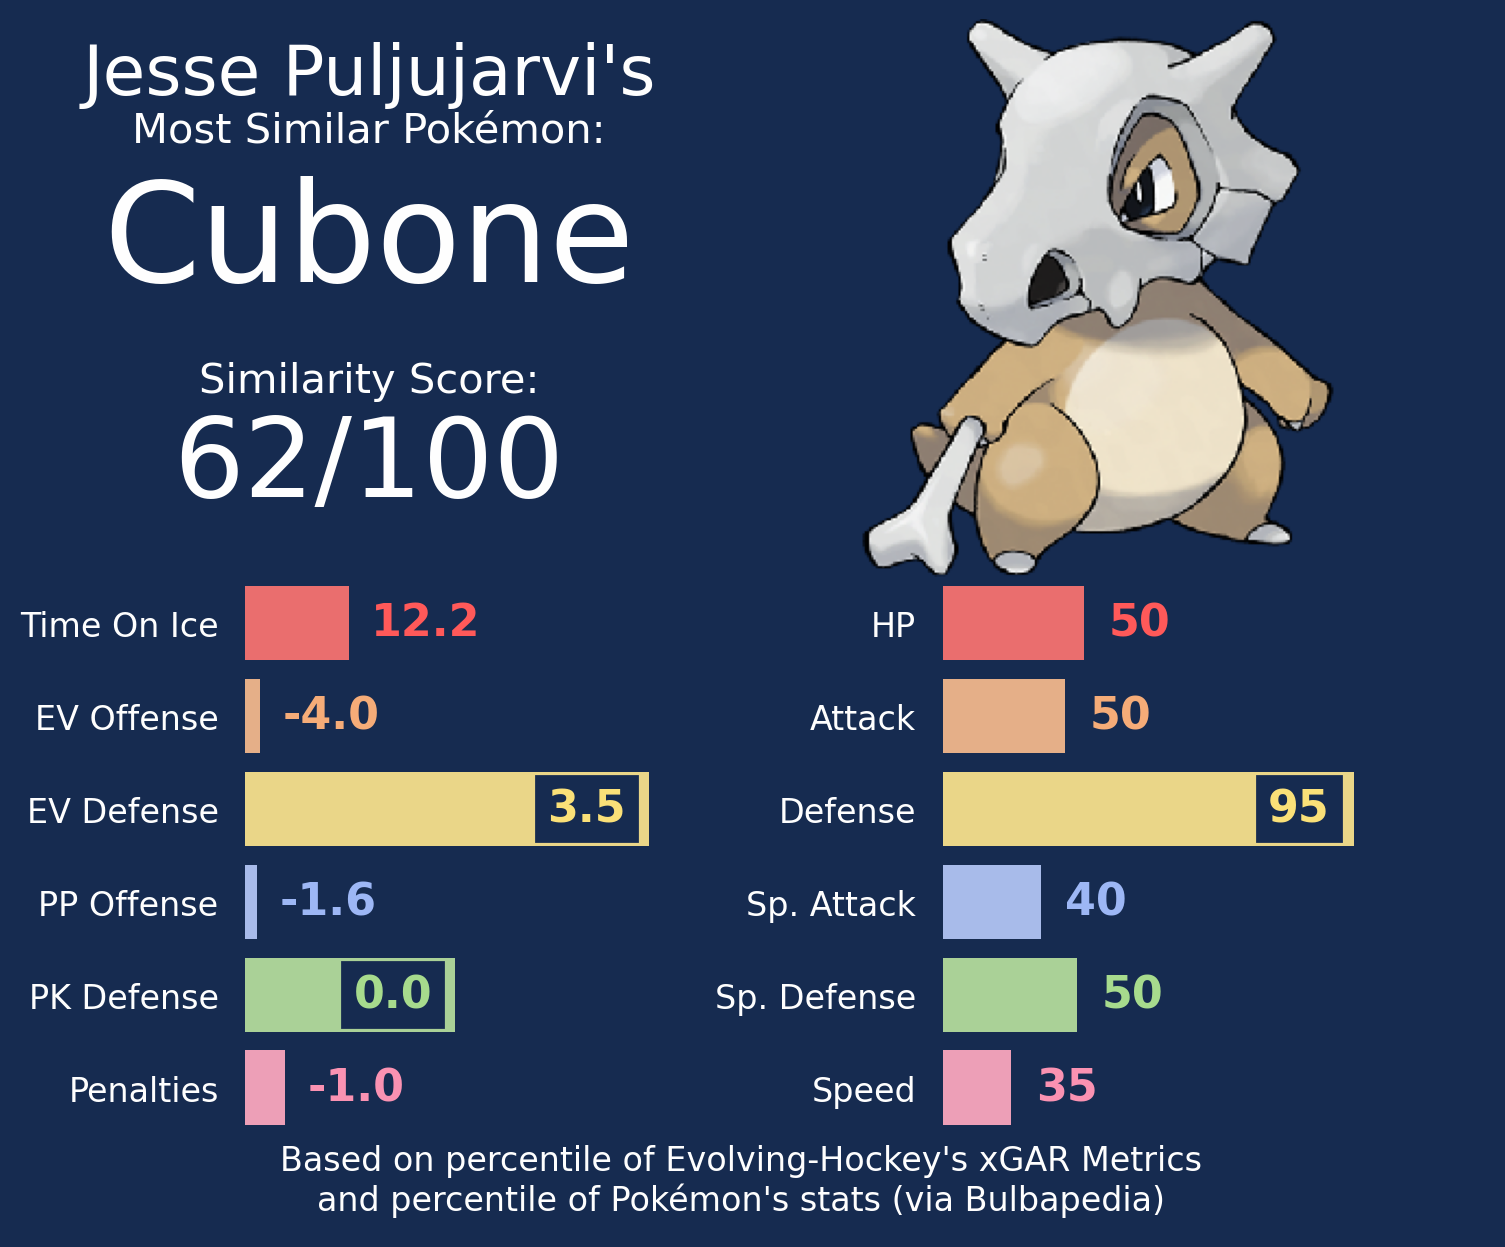 Jesse Puljujarvi's
Most Similar Pokémon:
Cubone
Similarity Score:
62/100
Time On Ice 12.2
EV Offense -4.0
EV Defense 3.5
PP Offense -1.6
PK Defense 0.0
Penalties -1.0
HP 50
Attack 50
Defense 95
Sp. Attack 40
Sp. Defense 50
Speed 35
Based on percentile of Evolving-Hockey's xGAR Metrics
and percentile of Pokémon's stats (via Bulbapedia)